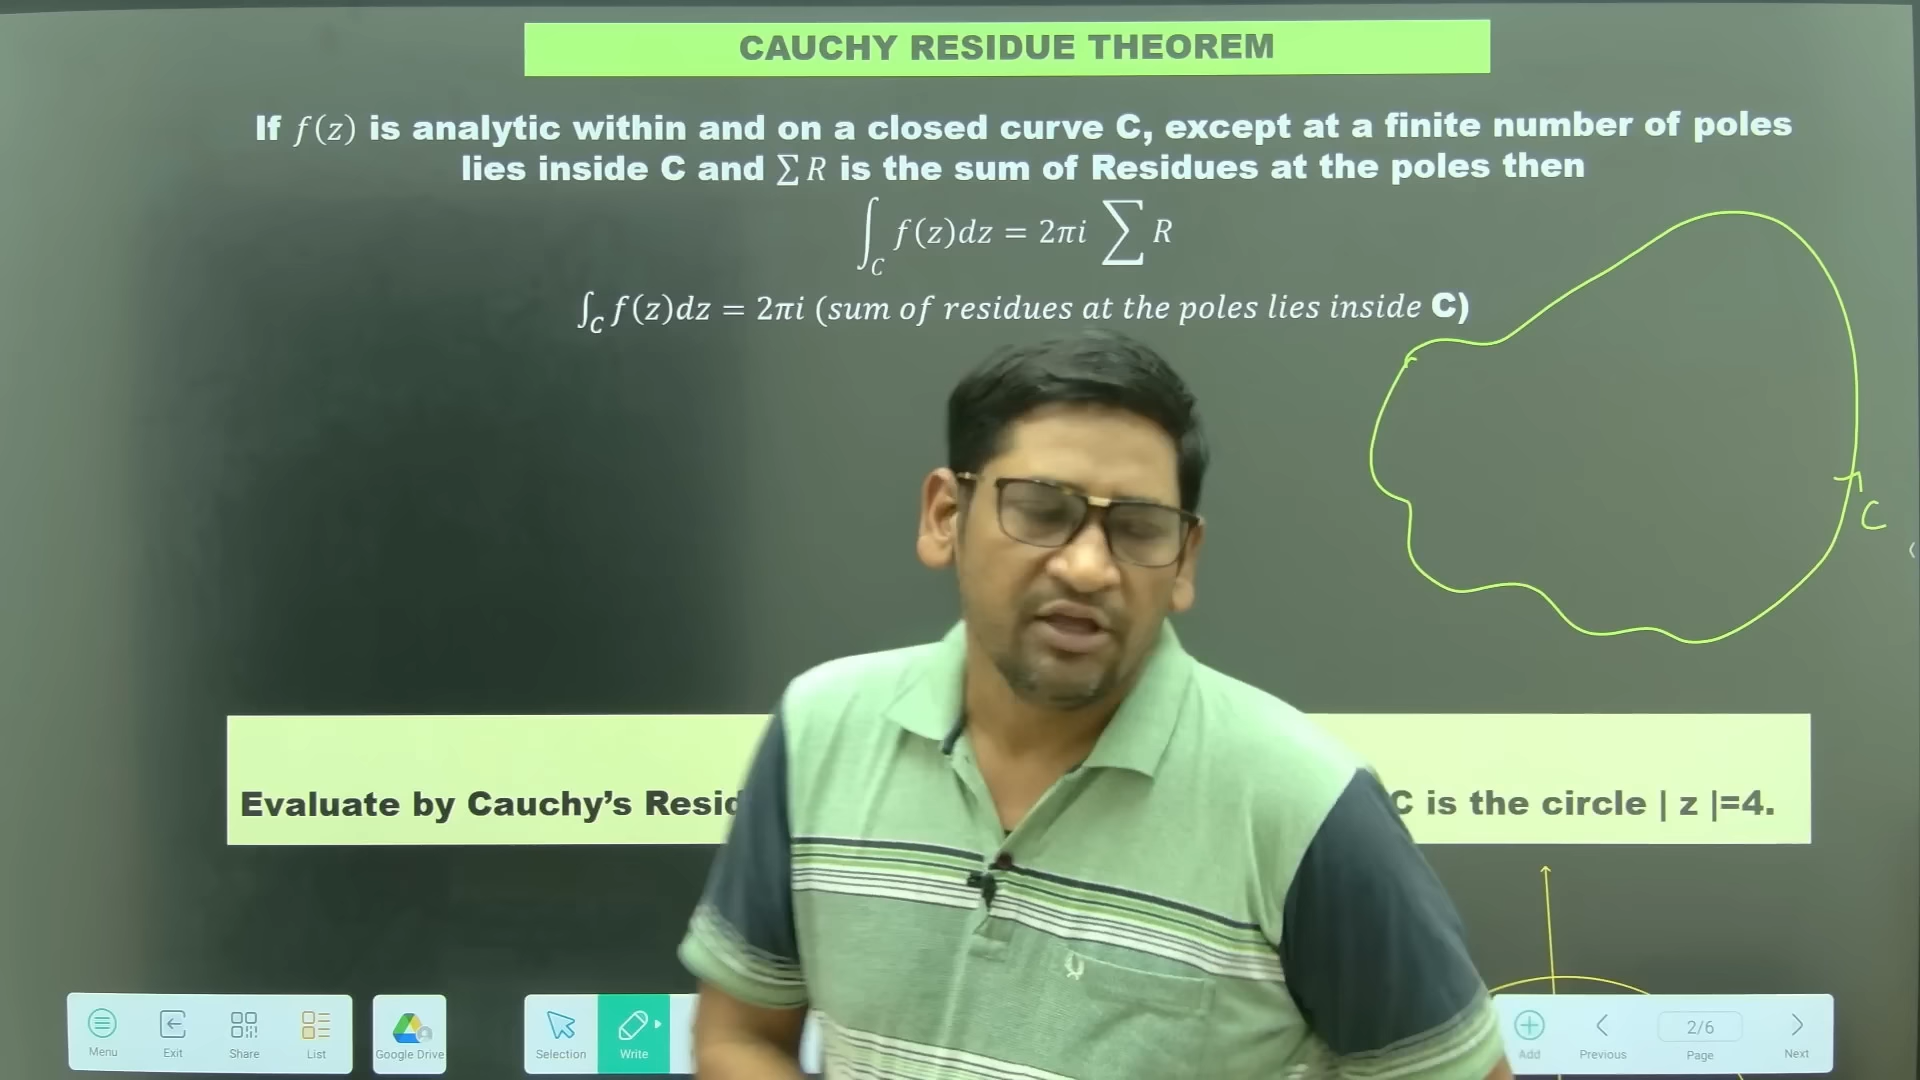 CAUCHY RESIDUE THEOREM
If f(z) is analytic within and on a closed curve C, except at a finite number of poles
lies inside C and ∑ R is the sum of Residues at the poles then
∫_C f(z)dz = 2πi ∑ R
∫_C f(z)dz = 2πi (sum of residues at the poles lies inside C)
C
Evaluate by Cauchy's C is the circle | z |=4.
Menu Exit Share List Google Drive Selection Write Add Previous 2/6 Page Next